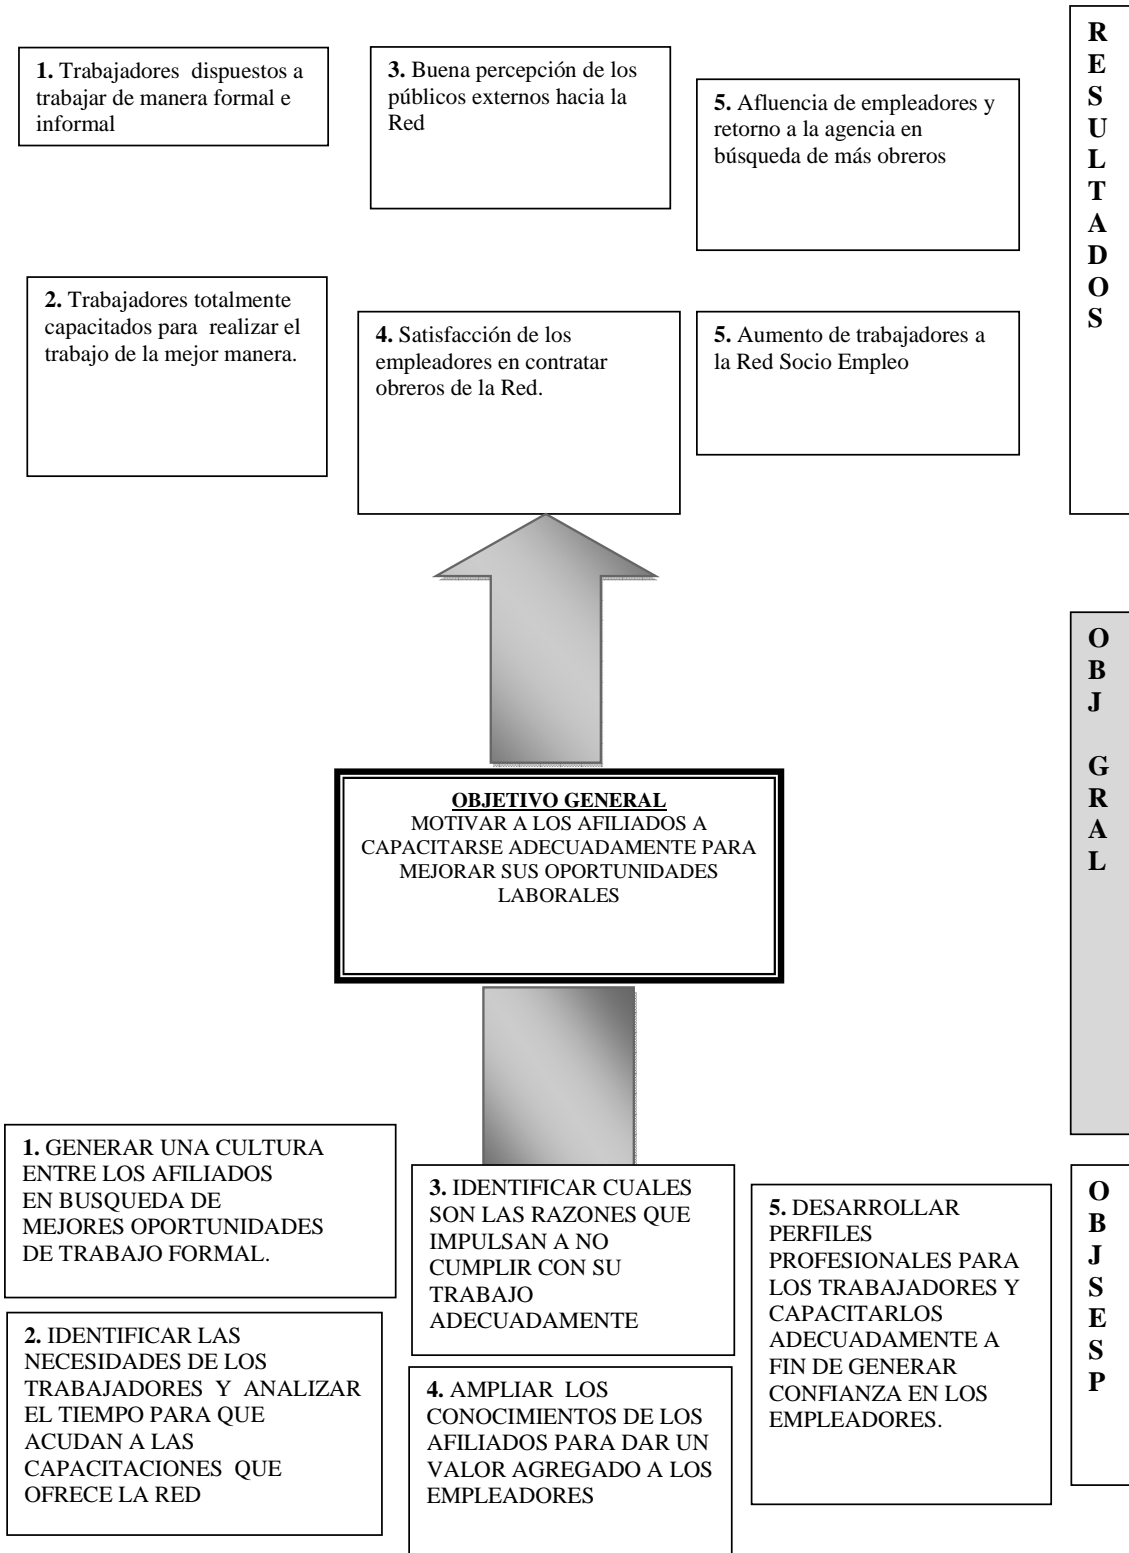 1. Trabajadores dispuestos a
trabajar de manera formal e
informal
3. Buena percepción de los
públicos externos hacia la
Red
5. Afluencia de empleadores y
retorno a la agencia en
búsqueda de más obreros
2. Trabajadores totalmente
capacitados para realizar el
trabajo de la mejor manera.
4. Satisfacción de los
empleadores en contratar
obreros de la Red.
5. Aumento de trabajadores a
la Red Socio Empleo
R
E
S
U
L
T
A
D
O
S
OBJETIVO GENERAL
MOTIVAR A LOS AFILIADOS A
CAPACITARSE ADECUADAMENTE PARA
MEJORAR SUS OPORTUNIDADES
LABORALES
O
B
J
G
R
A
L
1. GENERAR UNA CULTURA
ENTRE LOS AFILIADOS
EN BUSQUEDA DE
MEJORES OPORTUNIDADES
DE TRABAJO FORMAL.
2. IDENTIFICAR LAS
NECESIDADES DE LOS
TRABAJADORES Y ANALIZAR
EL TIEMPO PARA QUE
ACUDAN A LAS
CAPACITACIONES QUE
OFRECE LA RED
3. IDENTIFICAR CUALES
SON LAS RAZONES QUE
IMPULSAN A NO
CUMPLIR CON SU
TRABAJO
ADECUADAMENTE
4. AMPLIAR LOS
CONOCIMIENTOS DE LOS
AFILIADOS PARA DAR UN
VALOR AGREGADO A LOS
EMPLEADORES
5. DESARROLLAR
PERFILES
PROFESIONALES PARA
LOS TRABAJADORES Y
CAPACITARLOS
ADECUADAMENTE A
FIN DE GENERAR
CONFIANZA EN LOS
EMPLEADORES.
O
B
J
S
E
S
P